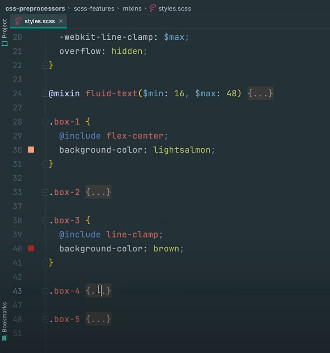 css-preprocessors › scss-features › mixins › styles.scss
Project
styles.scss ×
20 -webkit-line-clamp: $max;
21 overflow: hidden;
22 }
23
24 @mixin fluid-text($min: 16, $max: 48) {...}
27
28 .box-1 {
29 @include flex-center;
30 background-color: lightsalmon;
31 }
32
33 .box-2 {...}
37
38 .box-3 {
39 @include line-clamp;
40 background-color: brown;
41 }
42
43 .box-4 {...}
47
48 .box-5 {...}
51
Bookmarks